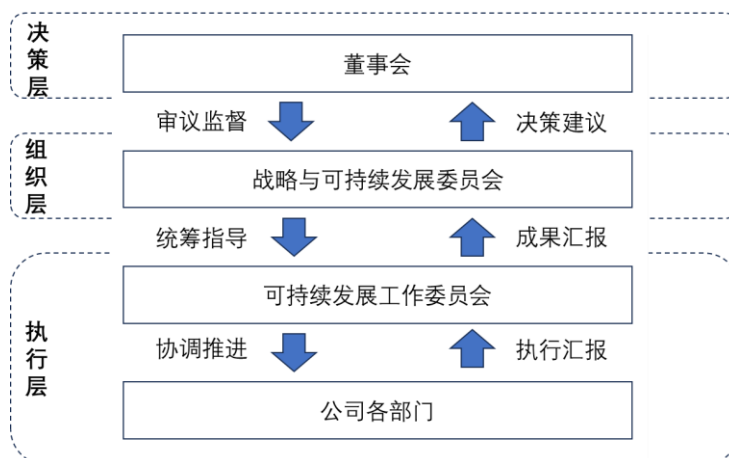 决策层
董事会
审议监督
决策建议
组织层
战略与可持续发展委员会
统筹指导
成果汇报
执行层
可持续发展工作委员会
协调推进
执行汇报
公司各部门